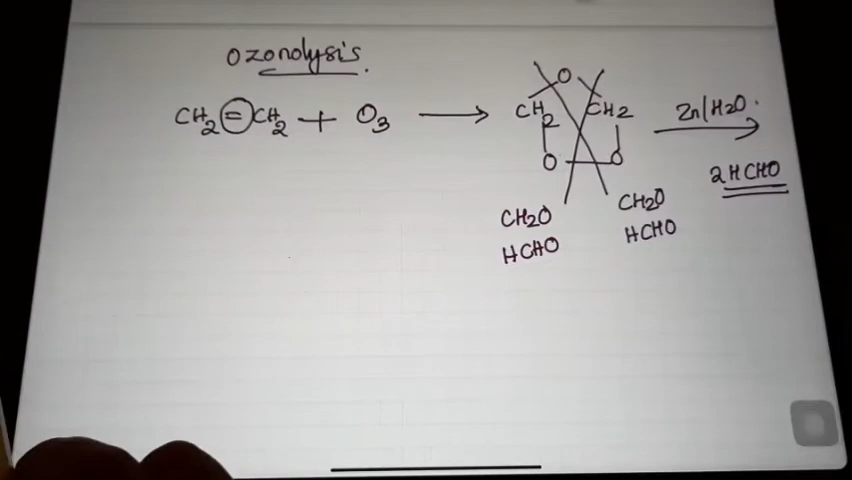 Ozonolysis.
CH2=CH2 + O3 → O Zn/H2O.
CH2 CH2
O O
2HCHO
CH2O CH2O
HCHO HCHO